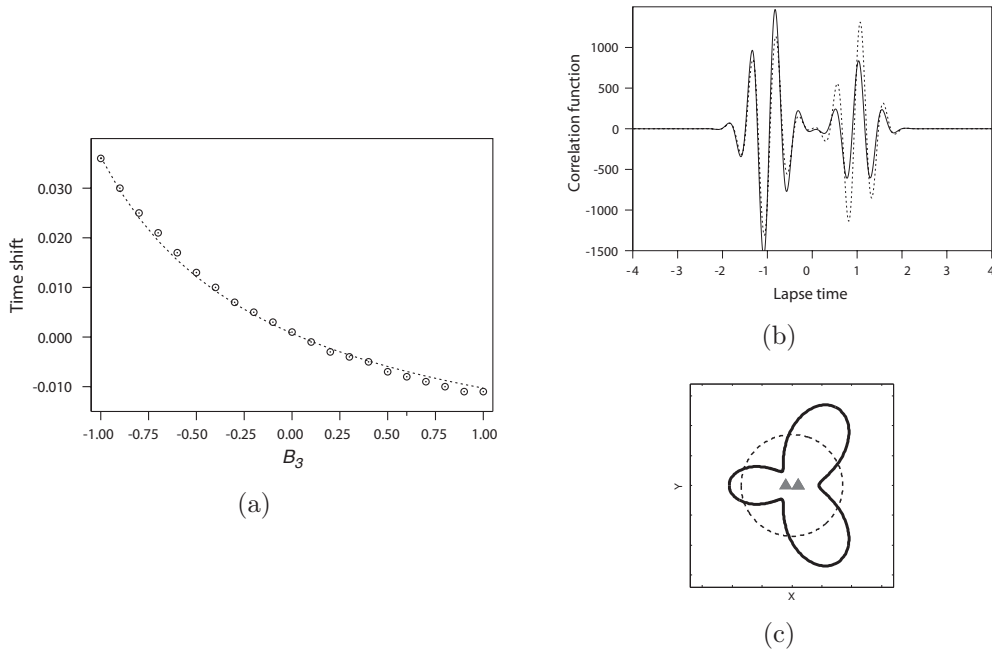 Time shift
0.030
0.020
0.010
0.000
-0.010
-1.00 -0.75 -0.50 -0.25 0.00 0.25 0.50 0.75 1.00
B3
(a)
Correlation function
1000
500
0
-500
-1000
-1500
-4 -3 -2 -1 0 1 2 3 4
Lapse time
(b)
Y
X
(c)